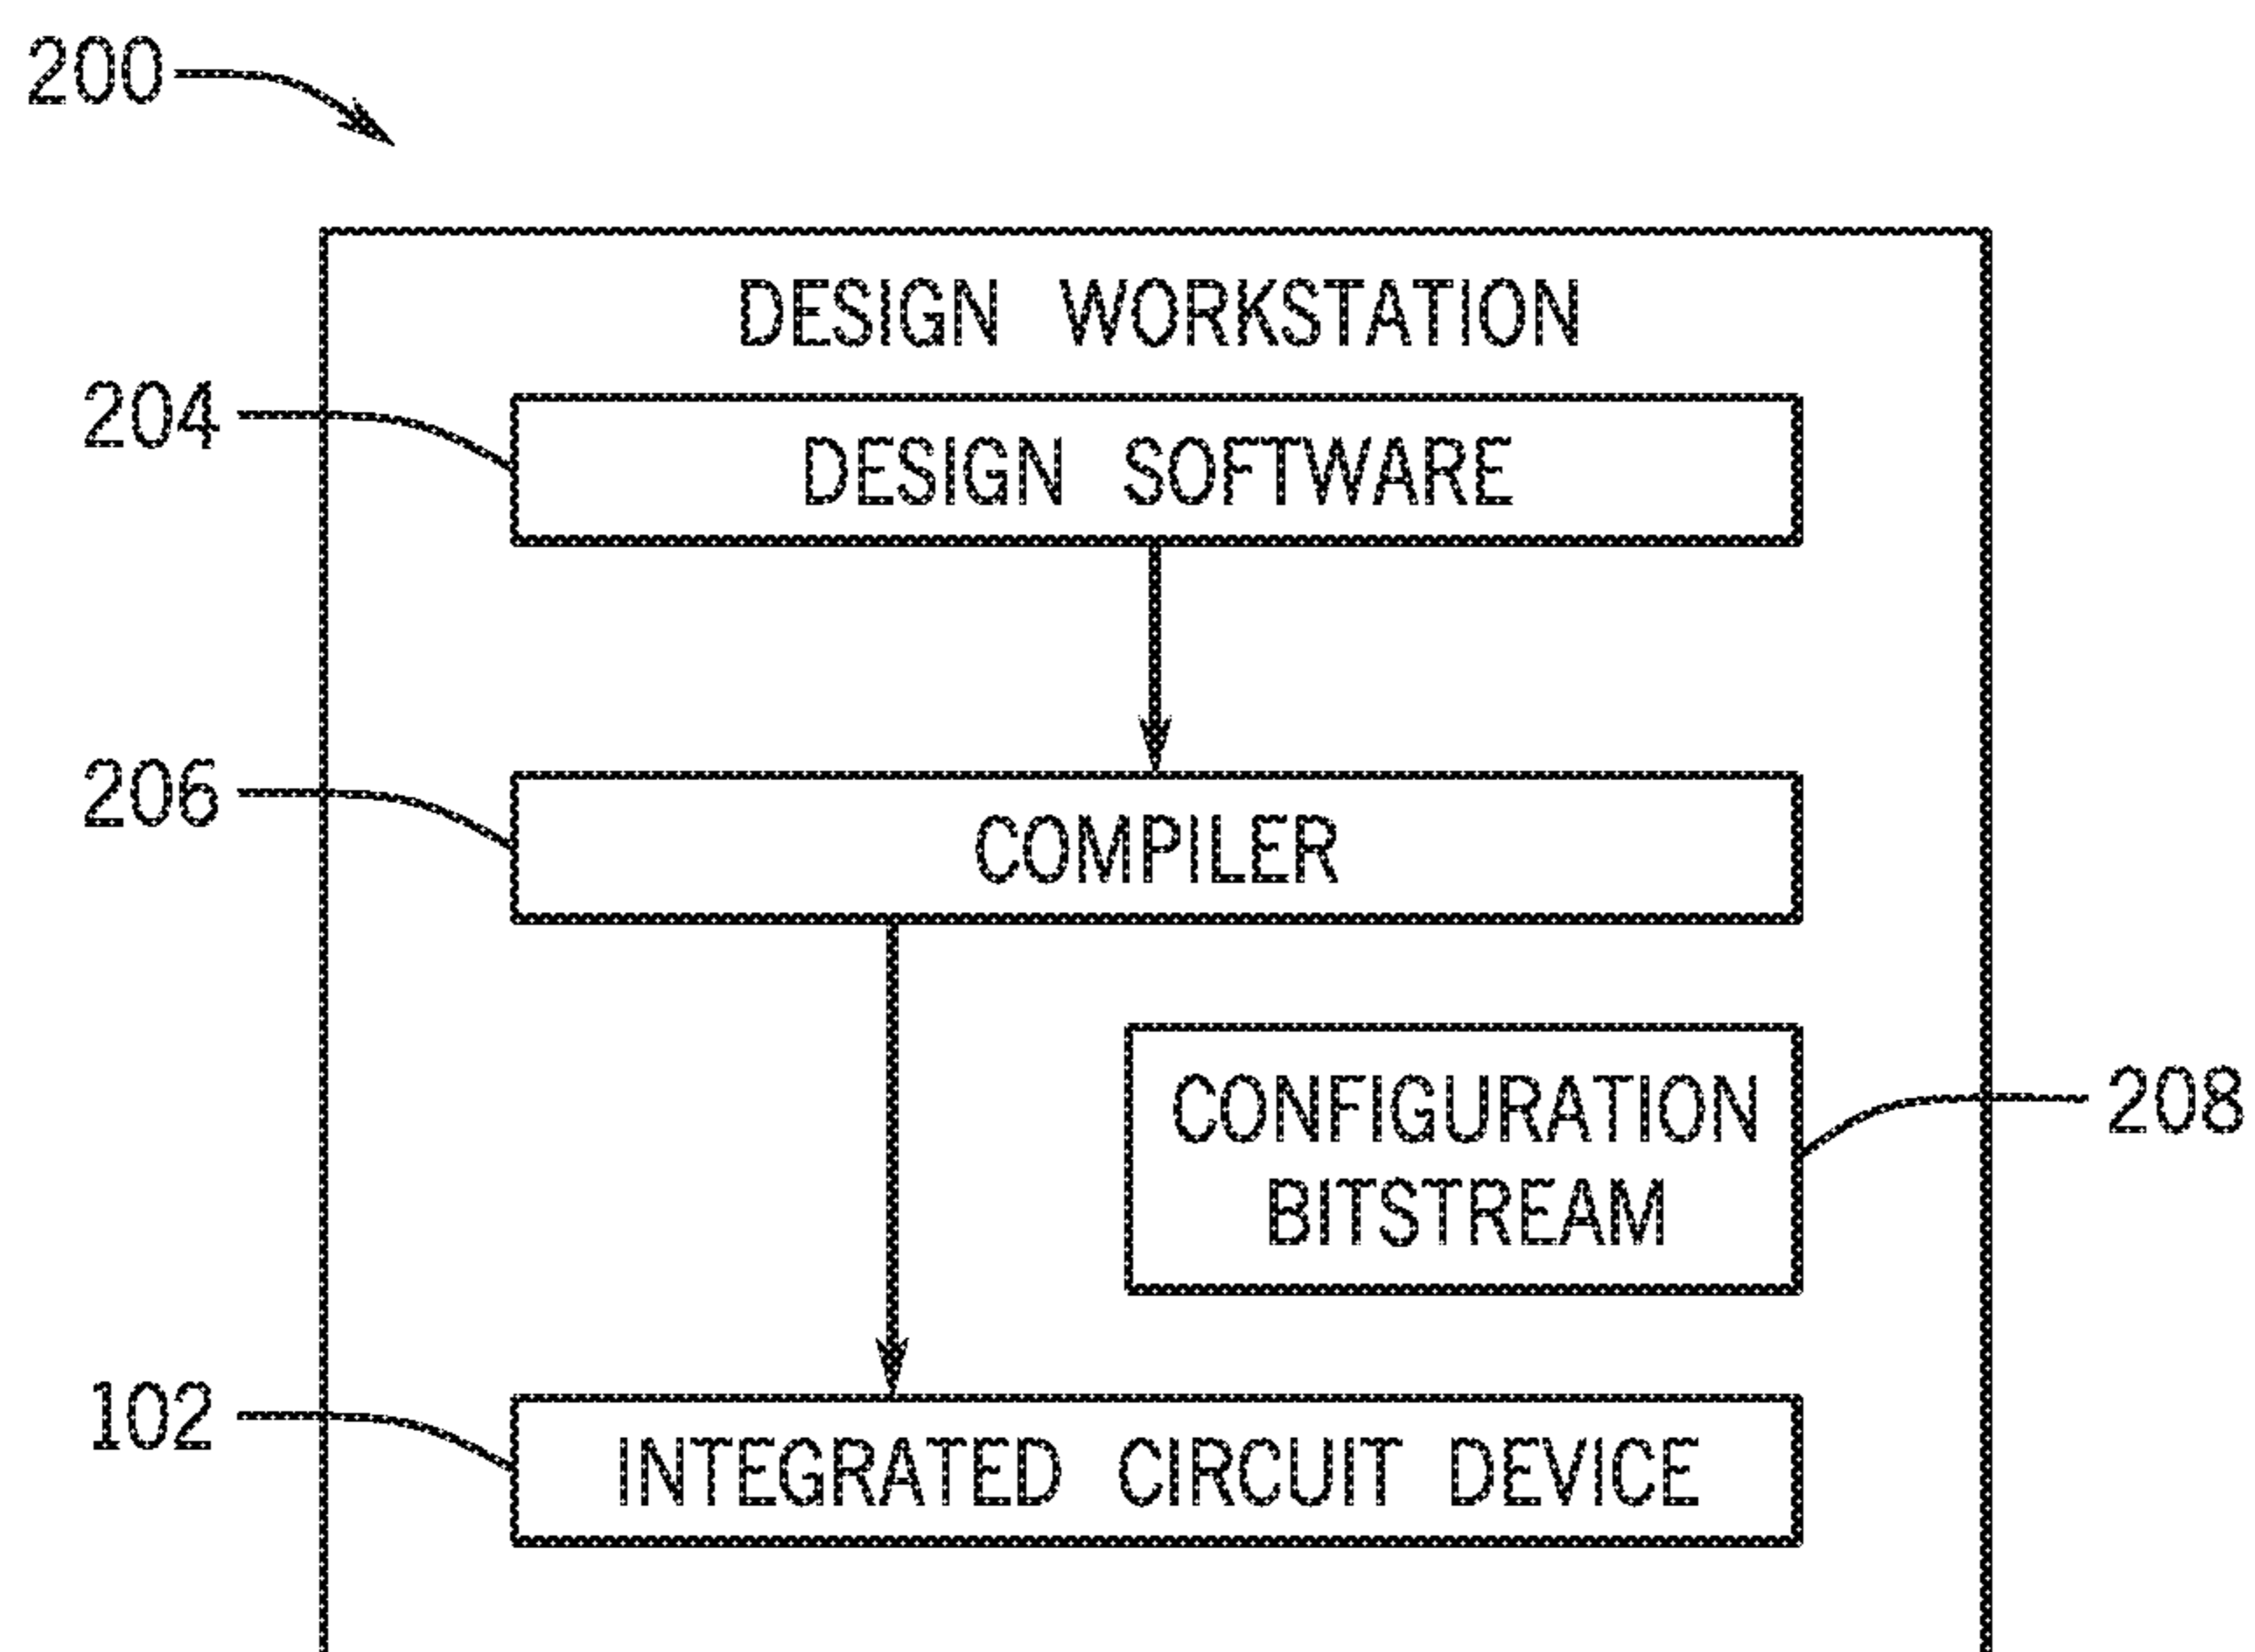 200
DESIGN WORKSTATION
204
DESIGN SOFTWARE
206
COMPILER
CONFIGURATION
208
BITSTREAM
102
INTEGRATED CIRCUIT DEVICE